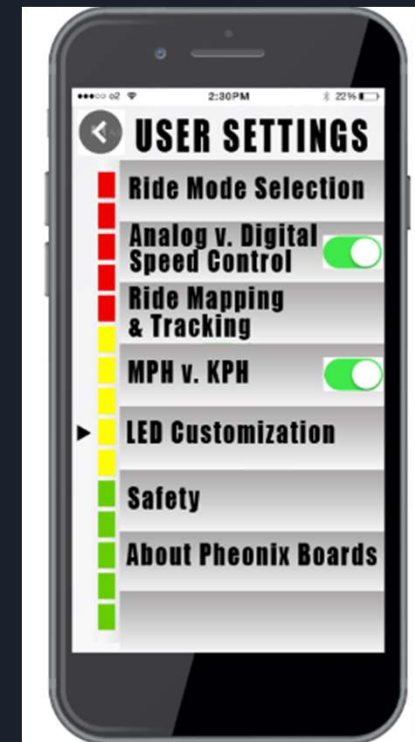 o2 2:30PM 22%
USER SETTINGS
Ride Mode Selection
Analog v. Digital
Speed Control
Ride Mapping
& Tracking
MPH v. KPH
LED Customization
Safety
About Pheonix Boards